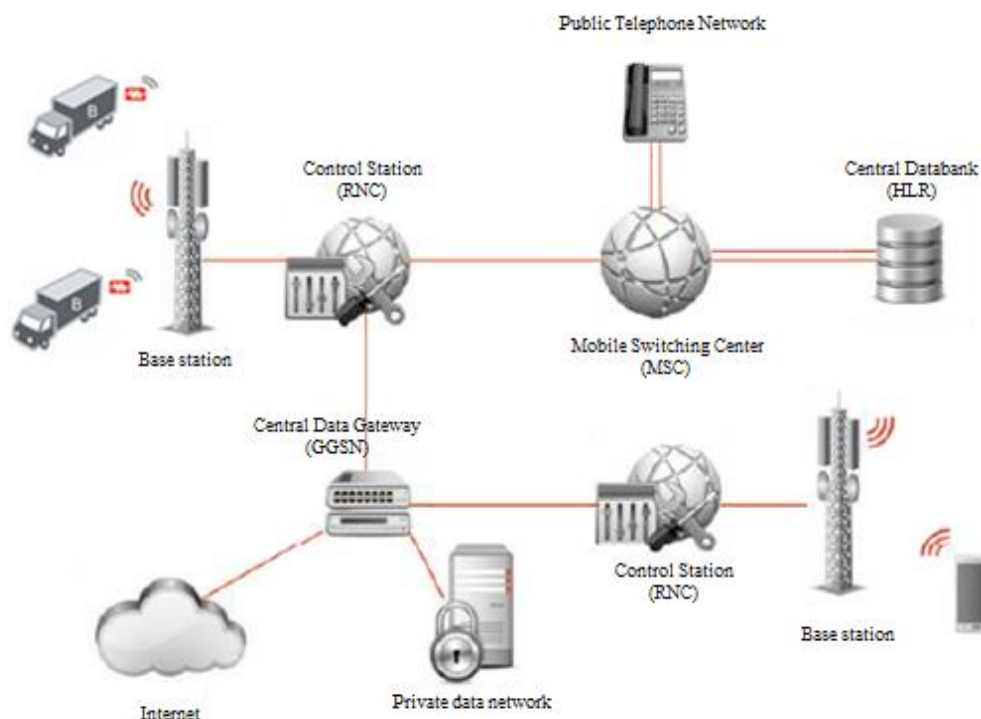 Public Telephone Network
B
Control Station
(RNC)
Central Databank
(HLR)
B
Base station
Mobile Switching Center
(MSC)
Central Data Gateway
(GGSN)
Control Station
(RNC)
Base station
Private data network
Internet